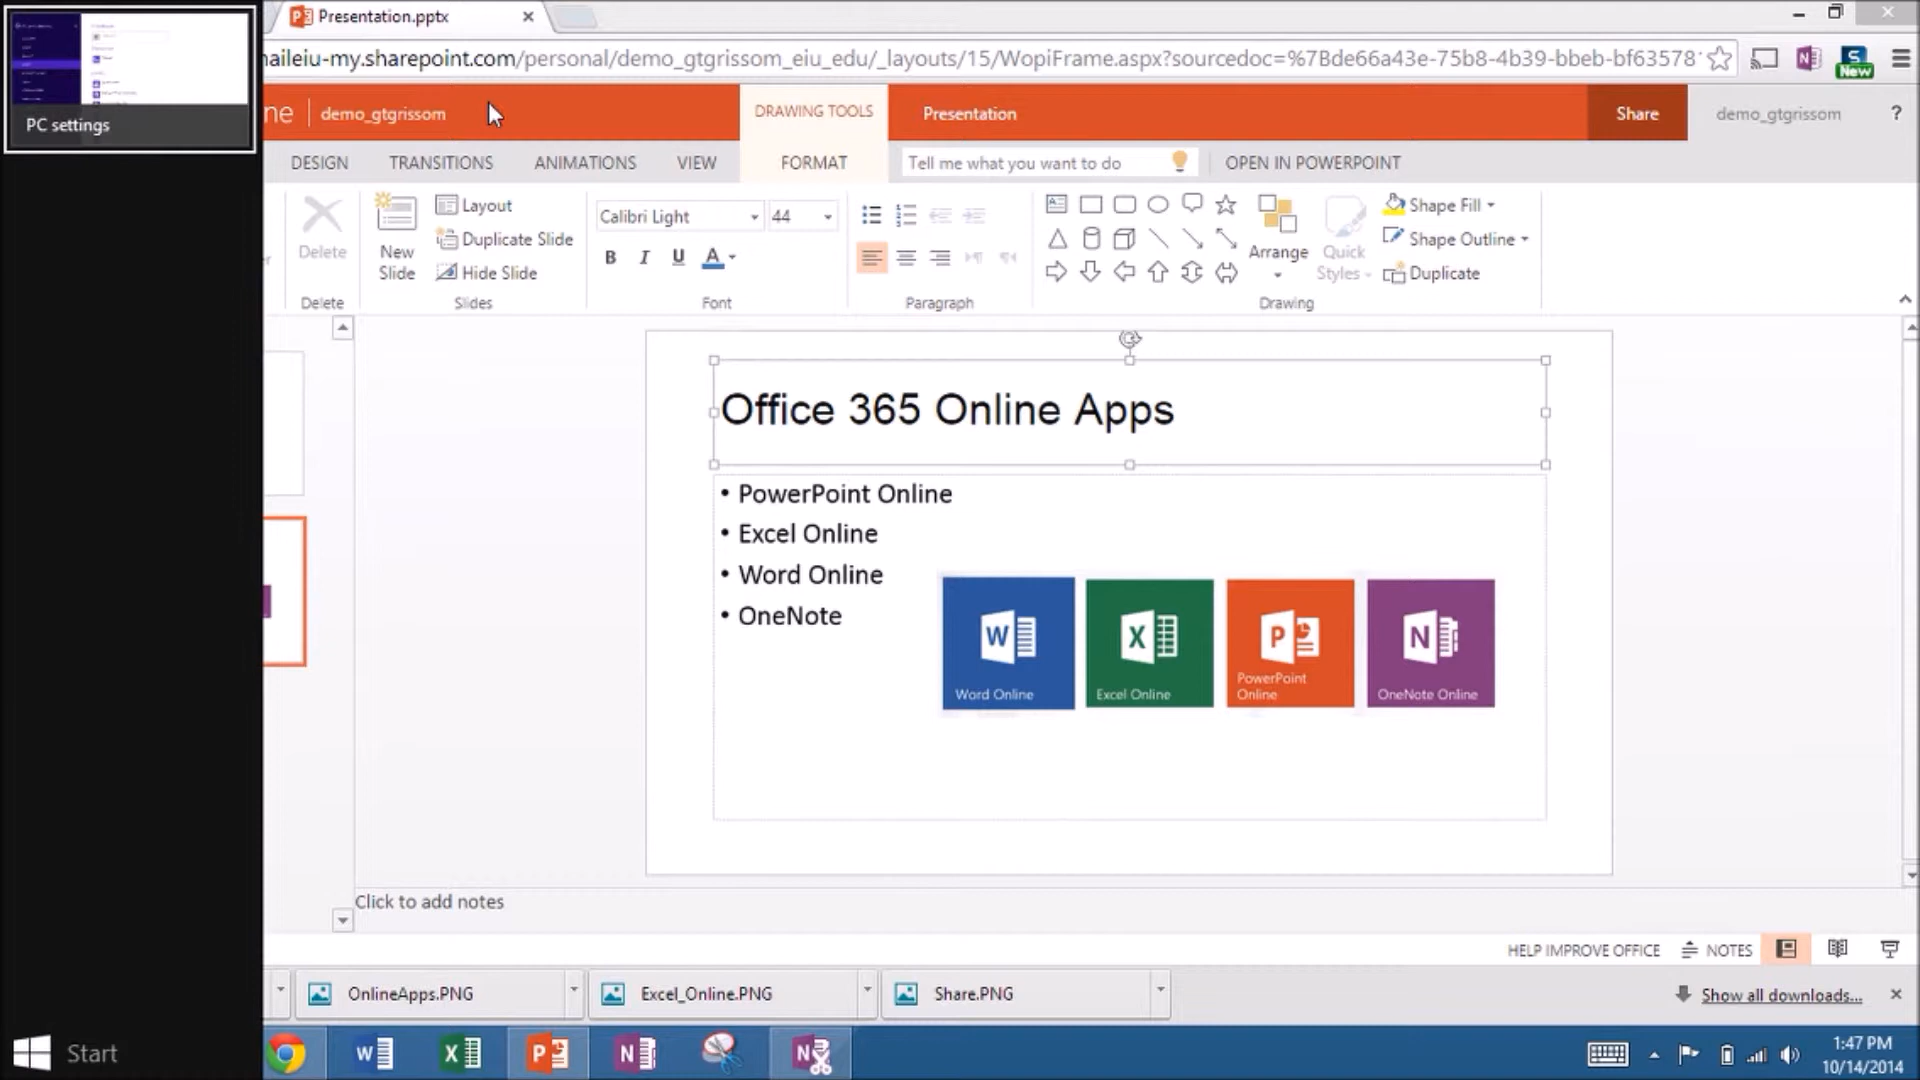 Presentation.pptx
haileiu-my.sharepoint.com/personal/demo_gtgrissom_eiu_edu/_layouts/15/WopiFrame.aspx?sourcedoc=%7Bde66a43e-75b8-4b39-bbeb-bf63578
New
PC settings
ne
demo_gtgrissom
DRAWING TOOLS
Presentation
Share
demo_gtgrissom
?
DESIGN
TRANSITIONS
ANIMATIONS
VIEW
FORMAT
Tell me what you want to do
OPEN IN POWERPOINT
Delete
New
Slide
Layout
Duplicate Slide
Hide Slide
Calibri Light
44
B I U A
Arrange
Quick
Styles
Shape Fill
Shape Outline
Duplicate
Delete
Slides
Font
Paragraph
Drawing
Office 365 Online Apps
• PowerPoint Online
• Excel Online
• Word Online
• OneNote
W
Word Online
X
Excel Online
P
PowerPoint
Online
N
OneNote Online
Click to add notes
HELP IMPROVE OFFICE
NOTES
OnlineApps.PNG
Excel_Online.PNG
Share.PNG
Show all downloads...
Start
1:47 PM
10/14/2014